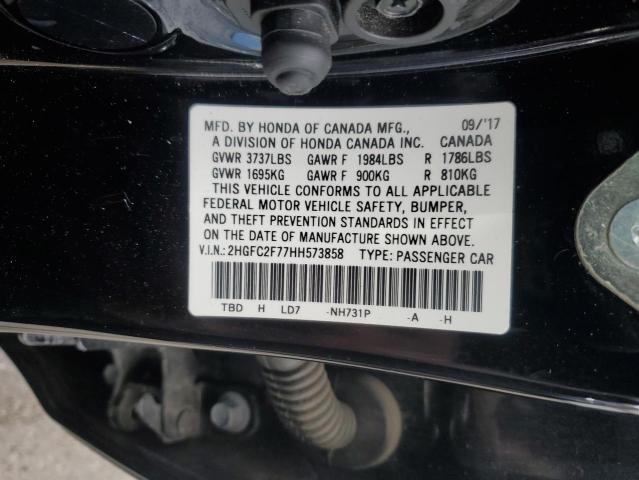 MFD. BY HONDA OF CANADA MFG., 09/'17
A DIVISION OF HONDA CANADA INC. CANADA
GVWR 3737LBS GAWR F 1984LBS R 1786LBS
GVWR 1695KG GAWR F 900KG R 810KG
THIS VEHICLE CONFORMS TO ALL APPLICABLE
FEDERAL MOTOR VEHICLE SAFETY, BUMPER,
AND THEFT PREVENTION STANDARDS IN EFFECT
ON THE DATE OF MANUFACTURE SHOWN ABOVE.
V.I.N.: 2HGFC2F77HH573858 TYPE: PASSENGER CAR
TBD H LD7 -NH731P -A -H